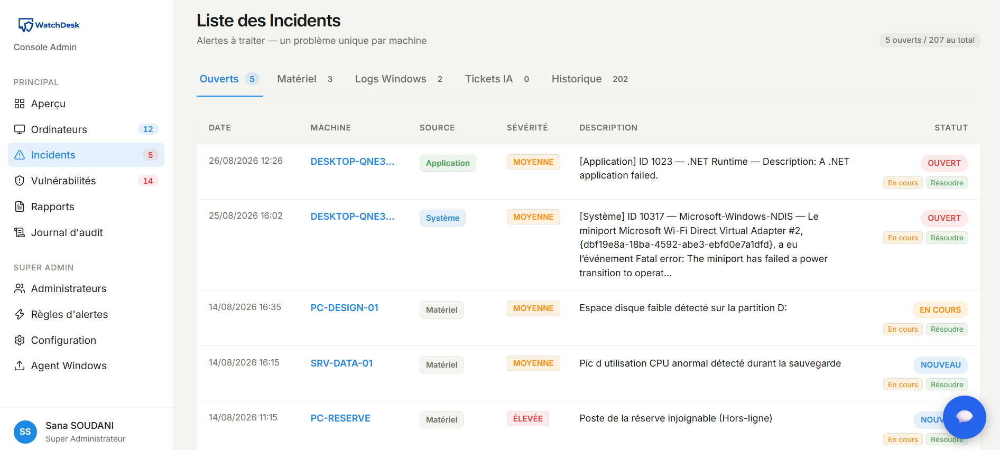 WatchDesk
Console Admin
PRINCIPAL
Aperçu
Ordinateurs 12
Incidents 5
Vulnérabilités 14
Rapports
Journal d'audit
SUPER ADMIN
Administrateurs
Règles d'alertes
Configuration
Agent Windows
SS
Sana SOUDANI
Super Administrateur
Liste des Incidents
Alertes à traiter — un problème unique par machine
5 ouverts / 207 au total
Ouverts 5 Matériel 3 Logs Windows 2 Tickets IA 0 Historique 202
DATE MACHINE SOURCE SÉVÉRITÉ DESCRIPTION STATUT
26/08/2026 12:26 DESKTOP-QNE3... Application MOYENNE [Application] ID 1023 — .NET Runtime — Description: A .NET OUVERT
application failed.
En cours Résoudre
25/08/2026 16:02 DESKTOP-QNE3... Système MOYENNE [Système] ID 10317 — Microsoft-Windows-NDIS — Le OUVERT
miniport Microsoft Wi-Fi Direct Virtual Adapter #2,
En cours Résoudre
{dbf19e8a-18ba-4592-abe3-ebfd0e7a1dfd}, a eu
l’événement Fatal error: The miniport has failed a power
transition to operat...
14/08/2026 16:35 PC-DESIGN-01 Matériel MOYENNE Espace disque faible détecté sur la partition D: EN COURS
En cours Résoudre
14/08/2026 16:15 SRV-DATA-01 Matériel MOYENNE Pic d utilisation CPU anormal détecté durant la sauvegarde NOUVEAU
En cours Résoudre
14/08/2026 11:15 PC-RESERVE Matériel ÉLEVÉE Poste de la réserve injoignable (Hors-ligne)
En cours Résoudre